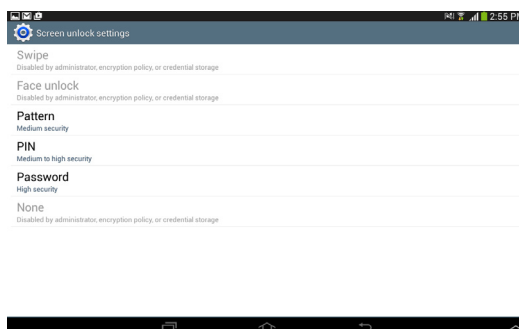 2:55 PM
Screen unlock settings
Swipe
Disabled by administrator, encryption policy, or credential storage
Face unlock
Disabled by administrator, encryption policy, or credential storage
Pattern
Medium security
PIN
Medium to high security
Password
High security
None
Disabled by administrator, encryption policy, or credential storage